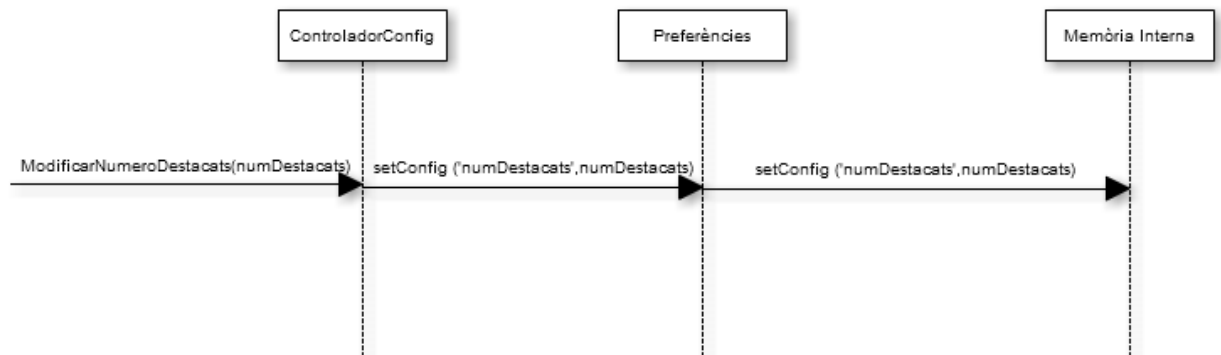 ControladorConfig
Preferències
Memòria Interna
ModificarNumeroDestacats(numDestacats)
setConfig ('numDestacats',numDestacats)
setConfig ('numDestacats',numDestacats)